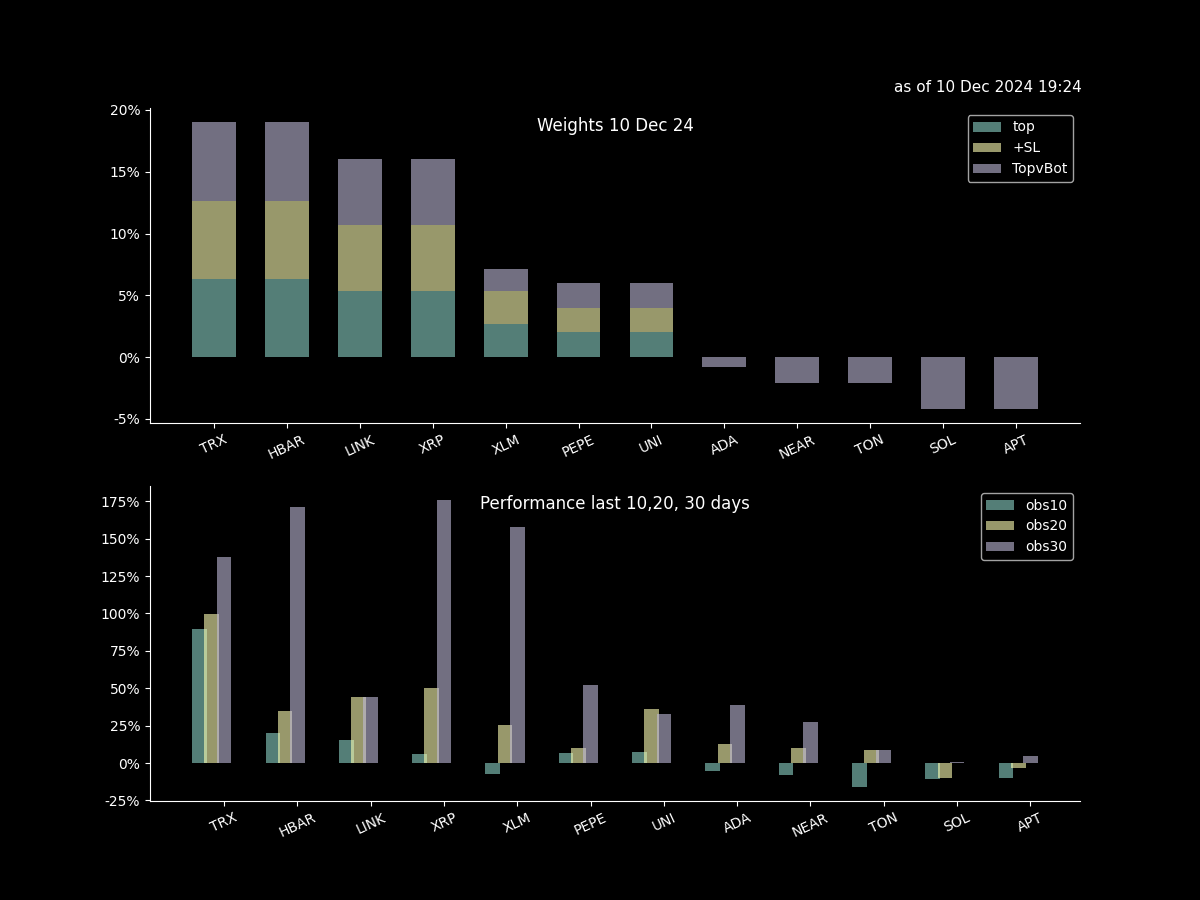 as of 10 Dec 2024 19:24
Weights 10 Dec 24
top
+SL
TopvBot
20%
15%
10%
5%
0%
-5%
TRX HBAR LINK XRP XLM PEPE UNI ADA NEAR TON SOL APT
Performance last 10,20, 30 days
obs10
obs20
obs30
175%
150%
125%
100%
75%
50%
25%
0%
-25%
TRX HBAR LINK XRP XLM PEPE UNI ADA NEAR TON SOL APT